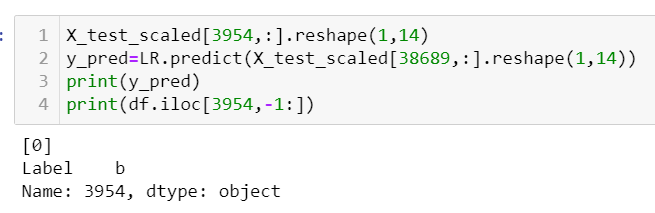 1 X_test_scaled[3954,:].reshape(1,14)
2 y_pred=LR.predict(X_test_scaled[38689,:].reshape(1,14))
3 print(y_pred)
4 print(df.iloc[3954,-1:])
[0]
Label    b
Name: 3954, dtype: object